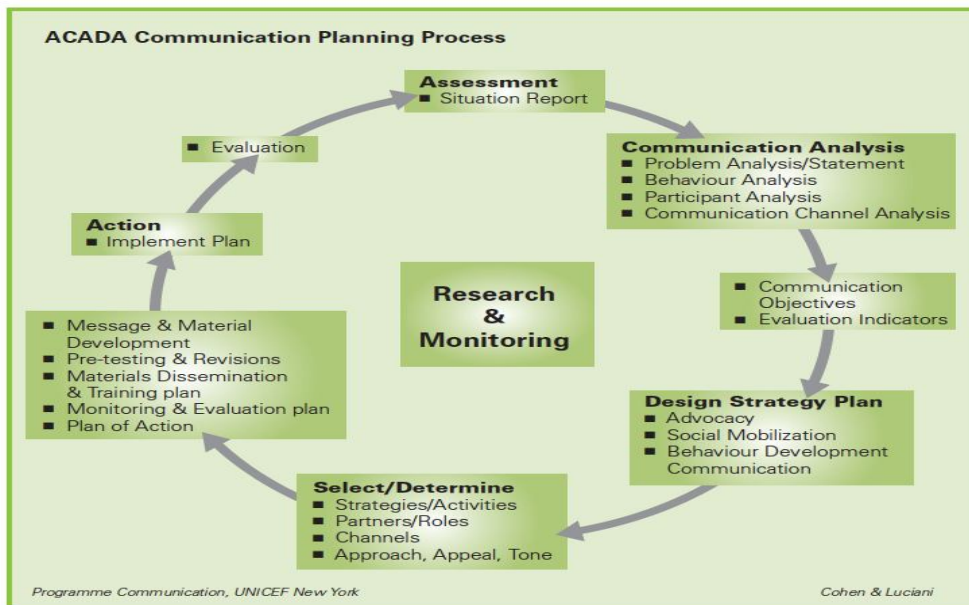 ACADA Communication Planning Process
Assessment
■ Situation Report
Communication Analysis
■ Problem Analysis/Statement
■ Behaviour Analysis
■ Participant Analysis
■ Communication Channel Analysis
■ Communication
Objectives
■ Evaluation Indicators
Design Strategy Plan
■ Advocacy
■ Social Mobilization
■ Behaviour Development
Communication
Select/Determine
■ Strategies/Activities
■ Partners/Roles
■ Channels
■ Approach, Appeal, Tone
■ Message & Material
Development
■ Pre-testing & Revisions
■ Materials Dissemination
& Training plan
■ Monitoring & Evaluation plan
■ Plan of Action
Action
■ Implement Plan
■ Evaluation
Research
&
Monitoring
Programme Communication, UNICEF New York
Cohen & Luciani